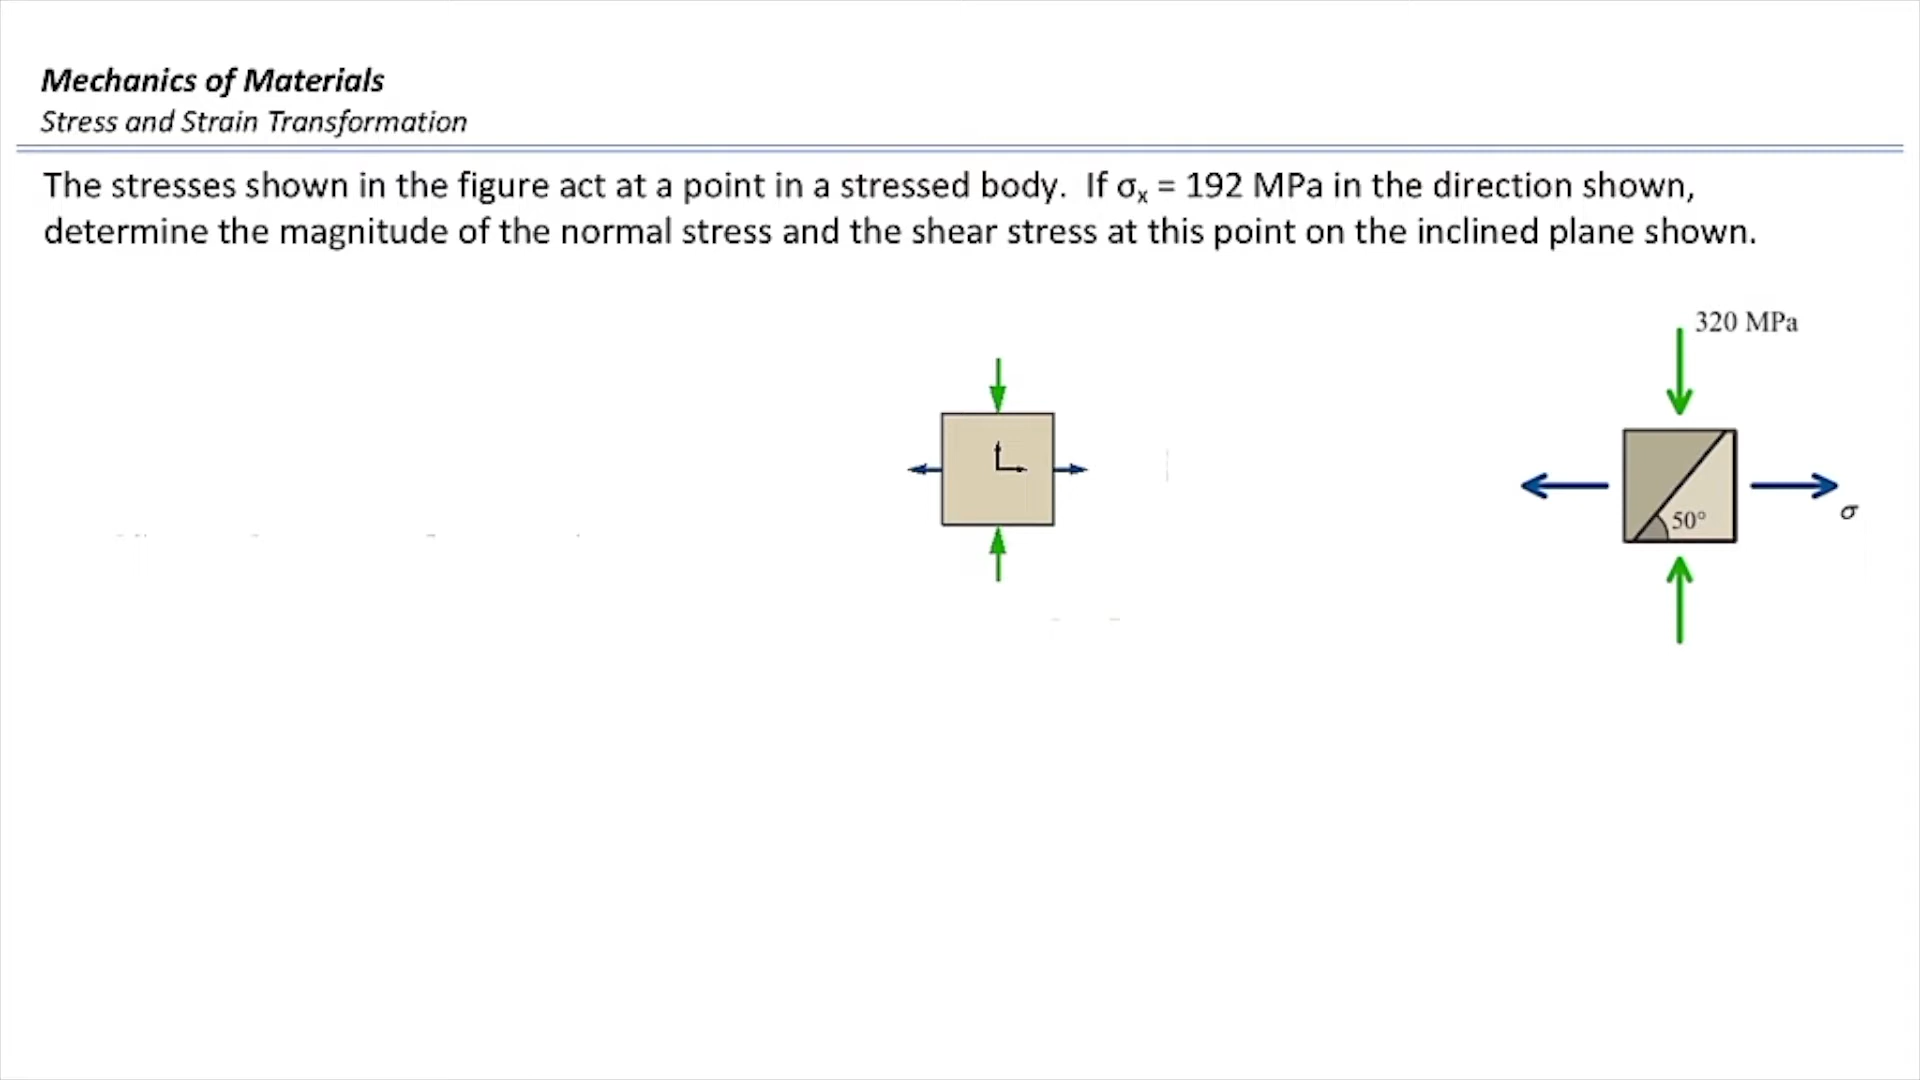 Mechanics of Materials
Stress and Strain Transformation
The stresses shown in the figure act at a point in a stressed body.  If σₓ = 192 MPa in the direction shown,
determine the magnitude of the normal stress and the shear stress at this point on the inclined plane shown.
320 MPa
σ
50°